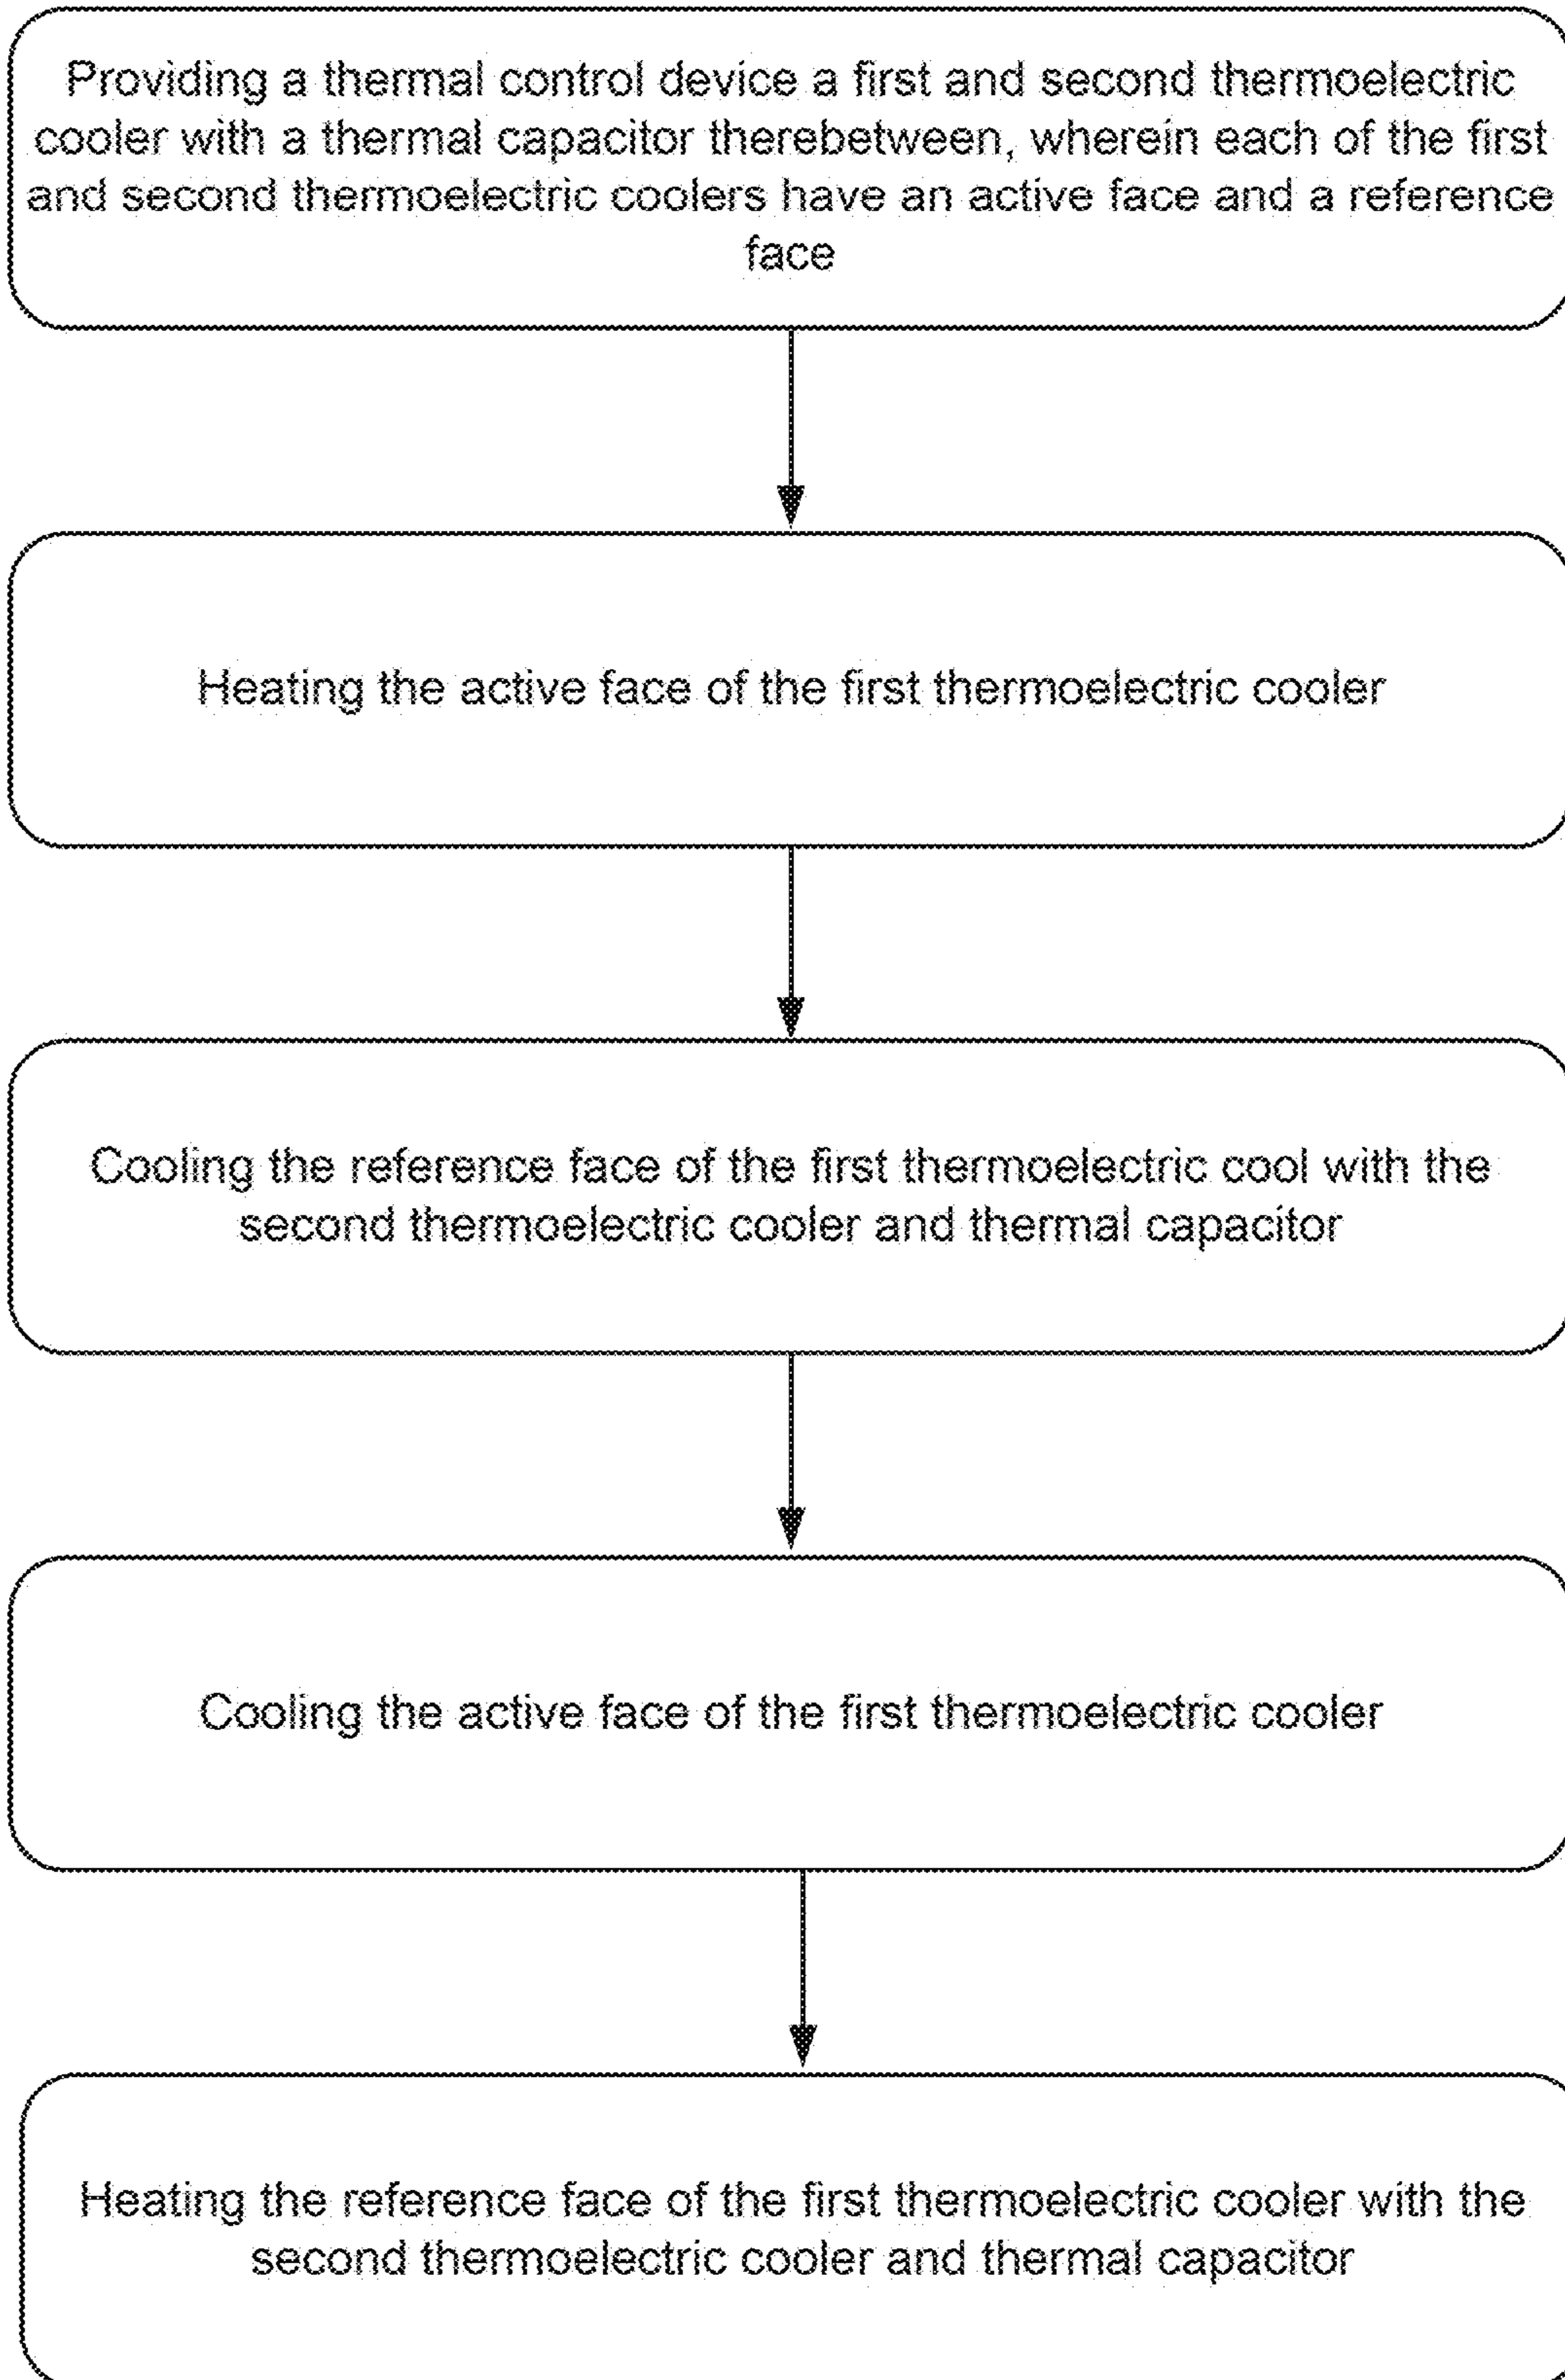 Providing a thermal control device a first and second thermoelectric
cooler with a thermal capacitor therebetween, wherein each of the first
and second thermoelectric coolers have an active face and a reference
face
Heating the active face of the first thermoelectric cooler
Cooling the reference face of the first thermoelectric cool with the
second thermoelectric cooler and thermal capacitor
Cooling the active face of the first thermoelectric cooler
Heating the reference face of the first thermoelectric cooler with the
second thermoelectric cooler and thermal capacitor